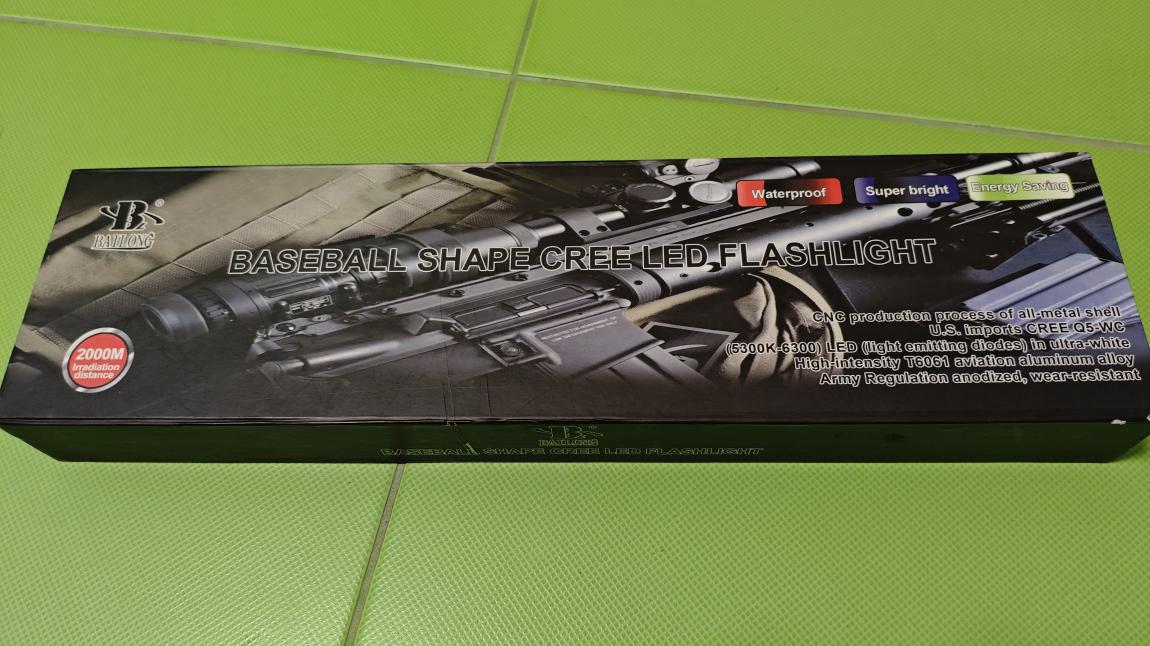 Waterproof
Super bright
Energy Saving
B
®
BAILONG
BASEBALL SHAPE CREE LED FLASHLIGHT
2000M
Irradiation
distance
CNC production process of all-metal shell
U.S. imports CREE Q5-WC
(5300K-6300) LED (light emitting diodes) in ultra-white
High-intensity T6061 aviation aluminum alloy
Army Regulation anodized, wear-resistant
B
®
BAILONG
BASEBALL SHAPE CREE LED FLASHLIGHT